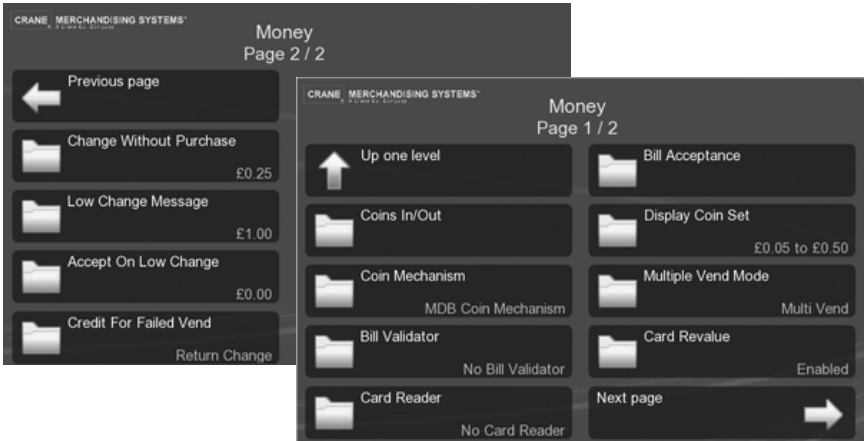 CRANE MERCHANDISING SYSTEMS
Money
Page 2 / 2
Previous page
Change Without Purchase
£0.25
Low Change Message
£1.00
Accept On Low Change
£0.00
Credit For Failed Vend
Return Change
CRANE MERCHANDISING SYSTEMS
Money
Page 1 / 2
Up one level
Bill Acceptance
Coins In/Out
Display Coin Set
£0.05 to £0.50
Coin Mechanism
MDB Coin Mechanism
Multiple Vend Mode
Multi Vend
Bill Validator
No Bill Validator
Card Revalue
Enabled
Card Reader
No Card Reader
Next page